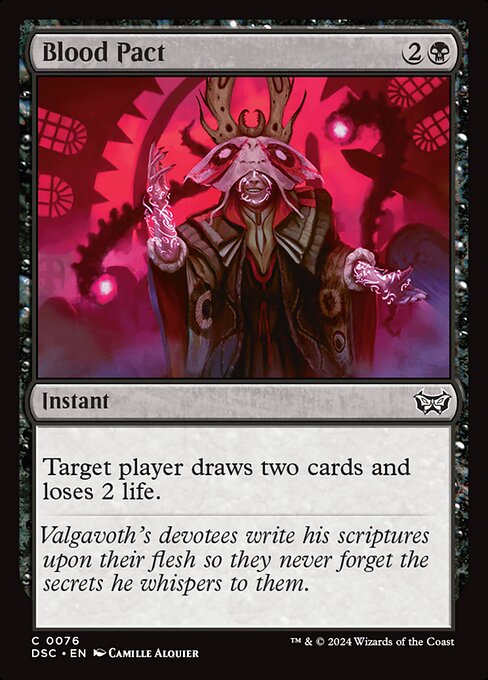 Blood Pact 2
Instant
Target player draws two cards and
loses 2 life.
Valgavoth's devotees write his scriptures
upon their flesh so they never forget the
secrets he whispers to them.
C 0076
DSC • EN Camille Alquier
™ & © 2024 Wizards of the Coast